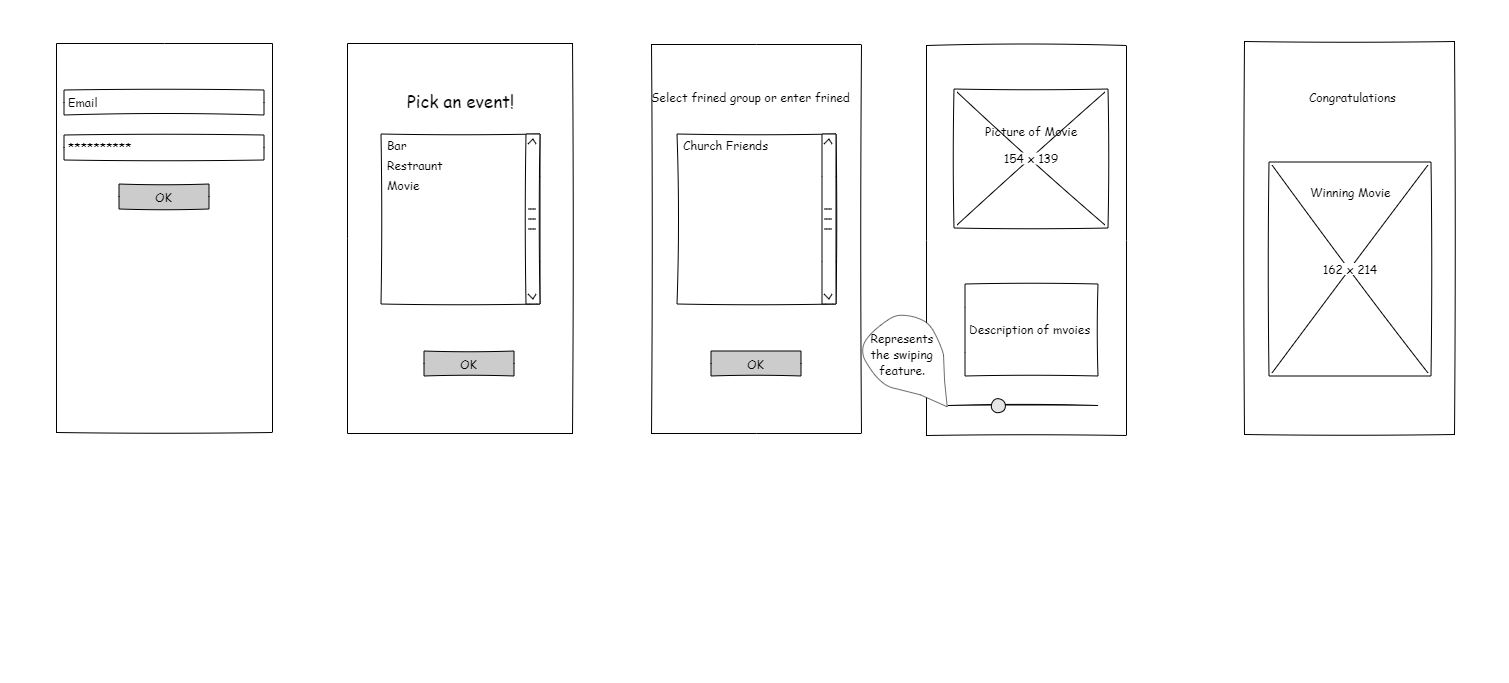 Email
**********
OK
Pick an event!
Bar
Restraunt
Movie
OK
Select frined group or enter frined
Church Friends
OK
Picture of Movie
154 x 139
Description of mvoies
Represents
the swiping
feature.
Congratulations
Winning Movie
162 x 214